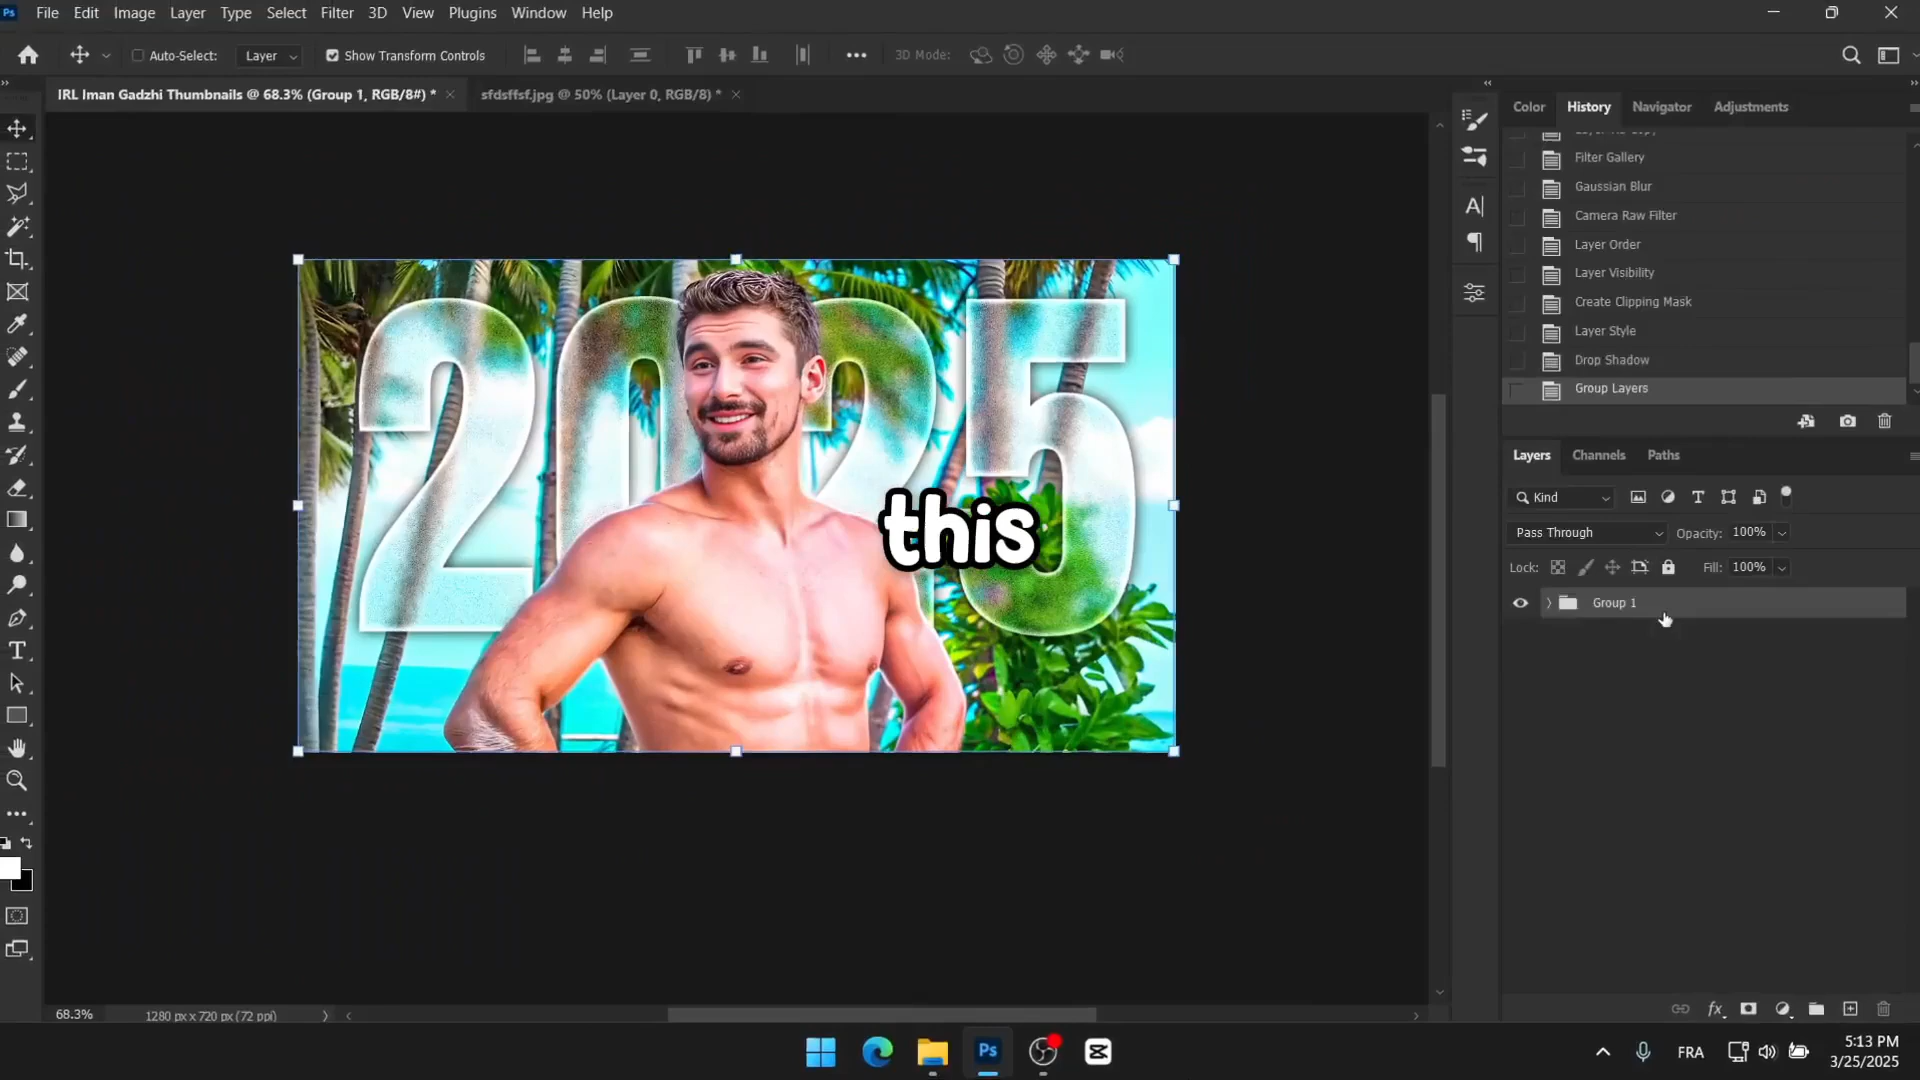 Ps File Edit Image Layer Type Select Filter 3D View Plugins Window Help
Auto-Select: Layer Show Transform Controls 3D Mode:
IRL Iman Gadzhi Thumbnails @ 68.3% (Group 1, RGB/8#) * sfdsffsf.jpg @ 50% (Layer 0, RGB/8) *
Color History Navigator Adjustments
Filter Gallery
Gaussian Blur
Camera Raw Filter
Layer Order
Layer Visibility
Create Clipping Mask
Layer Style
Drop Shadow
Group Layers
2025
this
Layers Channels Paths
Kind
Pass Through Opacity: 100%
Lock: Fill: 100%
Group 1
68.3% 1280 px x 720 px (72 ppi)
fx
Ps
FRA
5:13 PM
3/25/2025